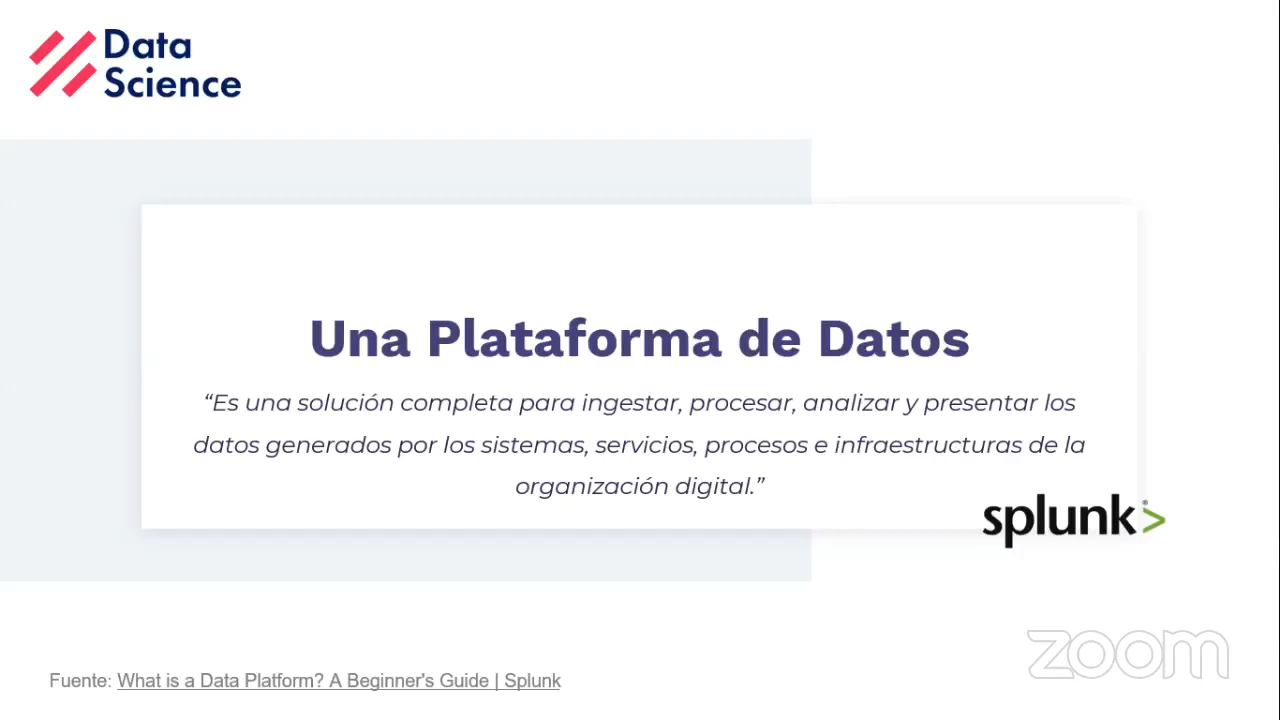 Data
Science
Una Plataforma de Datos
“Es una solución completa para ingestar, procesar, analizar y presentar los
datos generados por los sistemas, servicios, procesos e infraestructuras de la
organización digital.”
splunk®>
zoom
Fuente: What is a Data Platform? A Beginner's Guide | Splunk